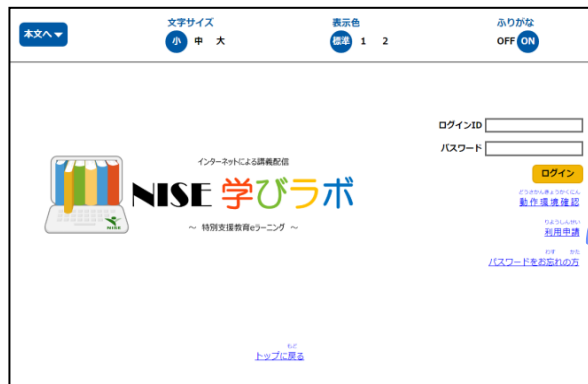 本文へ
文字サイズ
小 中 大
表示色
標準 1 2
ふりがな
OFF ON
ログインID
パスワード
ログイン
どうさかんきょうかくにん
動作環境確認
りようしんせい
利用申請
わす かた
パスワードをお忘れの方
インターネットによる講義配信
NISE 学びラボ
～ 特別支援教育eラーニング ～
NISE
もど
トップに戻る